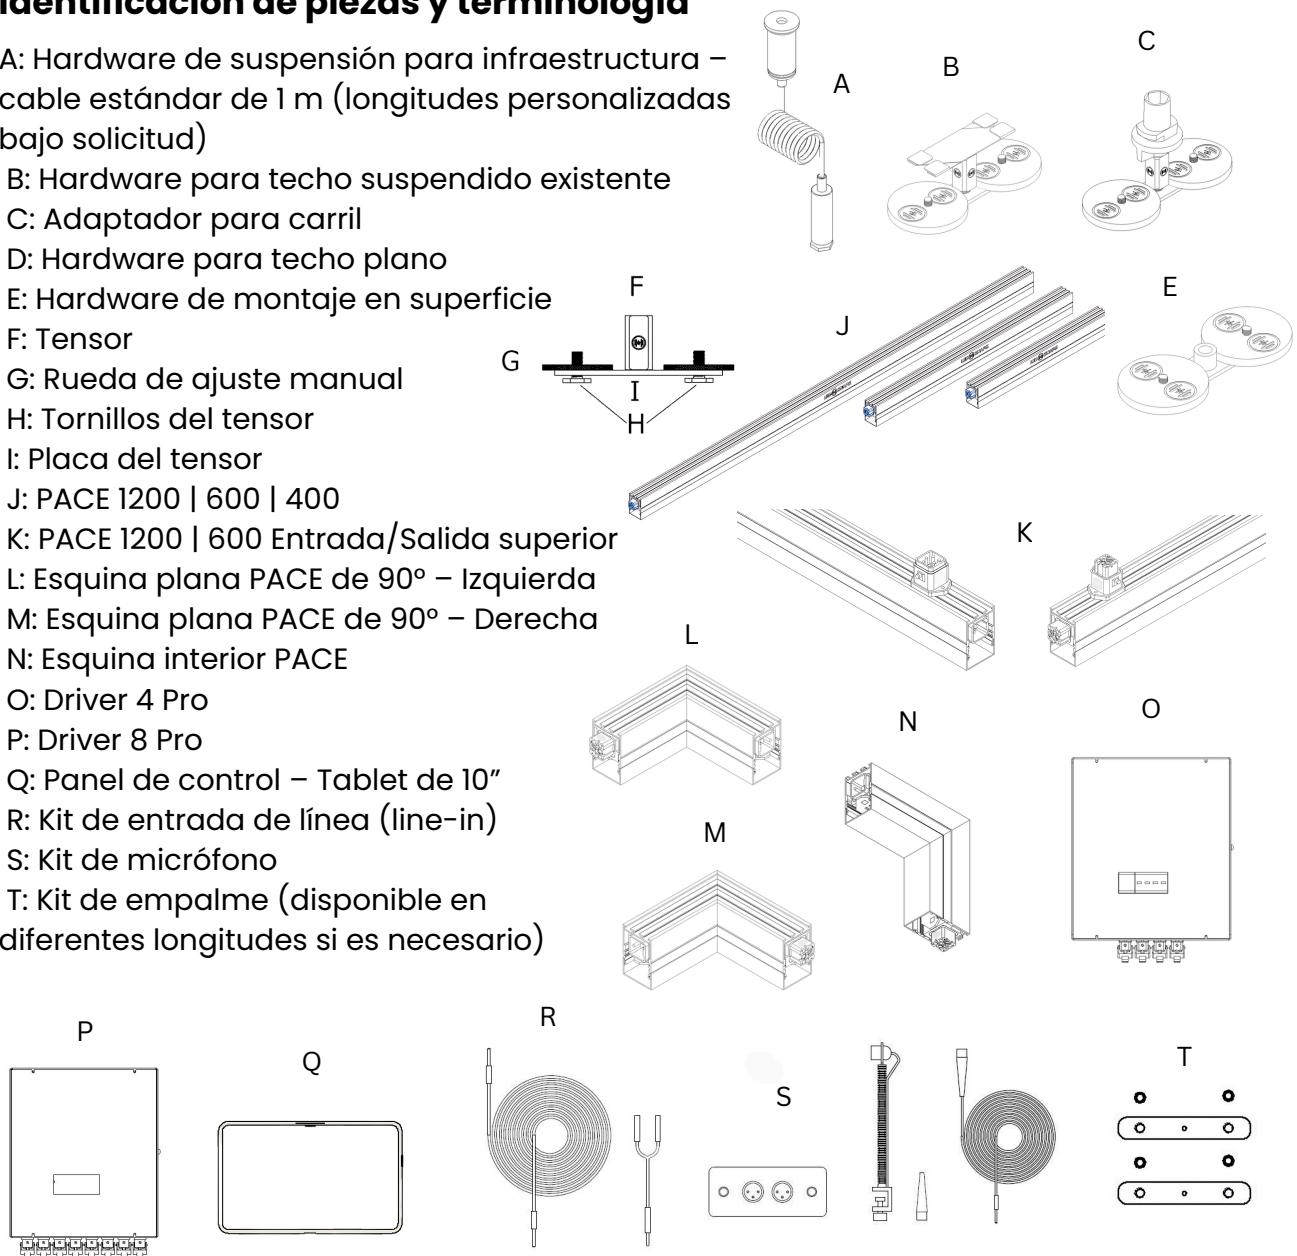 Identificación de piezas y terminología
A: Hardware de suspensión para infraestructura –
cable estándar de 1 m (longitudes personalizadas
bajo solicitud)
B: Hardware para techo suspendido existente
C: Adaptador para carril
D: Hardware para techo plano
E: Hardware de montaje en superficie
F: Tensor
G: Rueda de ajuste manual
H: Tornillos del tensor
I: Placa del tensor
J: PACE 1200 | 600 | 400
K: PACE 1200 | 600 Entrada/Salida superior
L: Esquina plana PACE de 90º – Izquierda
M: Esquina plana PACE de 90º – Derecha
N: Esquina interior PACE
O: Driver 4 Pro
P: Driver 8 Pro
Q: Panel de control – Tablet de 10”
R: Kit de entrada de línea (line-in)
S: Kit de micrófono
T: Kit de empalme (disponible en
diferentes longitudes si es necesario)
A
B
C
F
G
I
H
J
E
K
L
M
N
O
P
Q
R
S
T